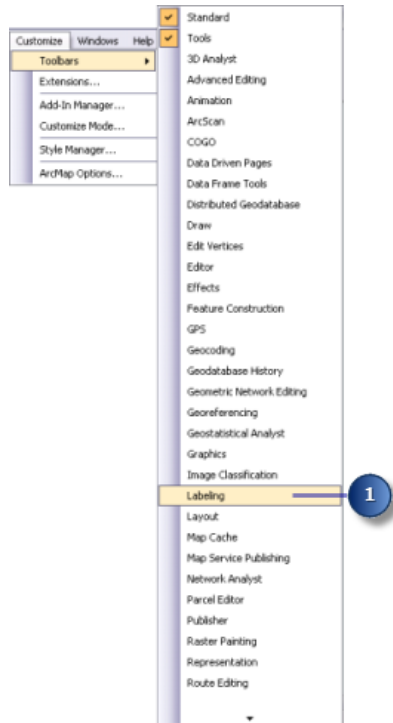 Customize Windows Help
Toolbars
Extensions...
Add-In Manager...
Customize Mode...
Style Manager...
ArcMap Options...
Standard
Tools
3D Analyst
Advanced Editing
Animation
ArcScan
COGO
Data Driven Pages
Data Frame Tools
Distributed Geodatabase
Draw
Edit Vertices
Editor
Effects
Feature Construction
GPS
Geocoding
Geodatabase History
Geometric Network Editing
Georeferencing
Geostatistical Analyst
Graphics
Image Classification
Labeling
1
Layout
Map Cache
Map Service Publishing
Network Analyst
Parcel Editor
Publisher
Raster Painting
Representation
Route Editing